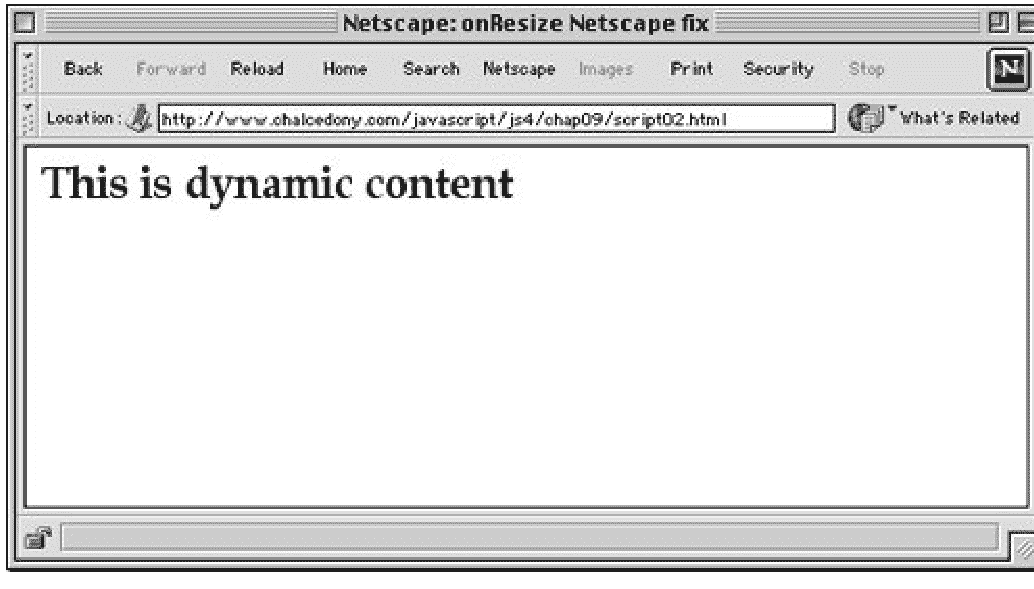 Netscape: onResize Netscape fix
Back Forward Reload Home Search Netscape Images Print Security Stop
N
Location: http://www.chalcedony.com/javascript/js4/chap09/script02.html What's Related
This is dynamic content